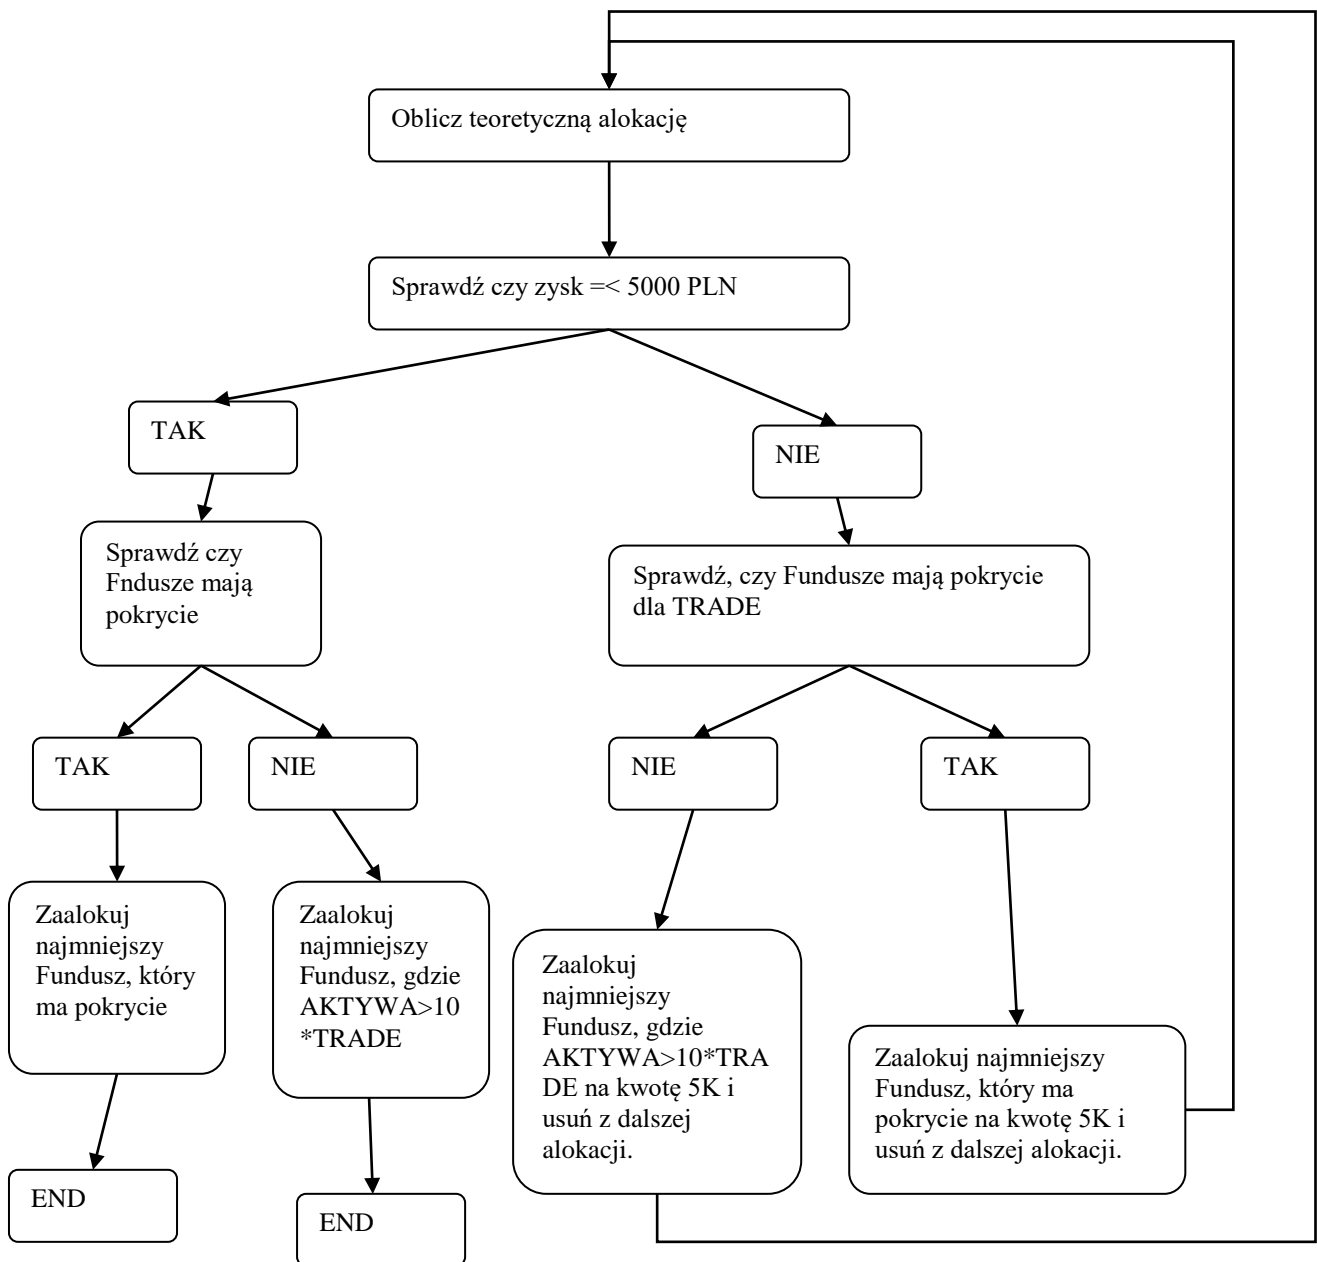 Oblicz teoretyczną alokację
Sprawdź czy zysk =< 5000 PLN
TAK
NIE
Sprawdź czy
Fndusze mają
pokrycie
Sprawdź, czy Fundusze mają pokrycie
dla TRADE
TAK
NIE
NIE
TAK
Zaalokuj
najmniejszy
Fundusz, który
ma pokrycie
Zaalokuj
najmniejszy
Fundusz, gdzie
AKTYWA>10
*TRADE
Zaalokuj
najmniejszy
Fundusz, gdzie
AKTYWA>10*TRA
DE na kwotę 5K i
usuń z dalszej
alokacji.
Zaalokuj najmniejszy
Fundusz, który ma
pokrycie na kwotę 5K i
usuń z dalszej alokacji.
END
END